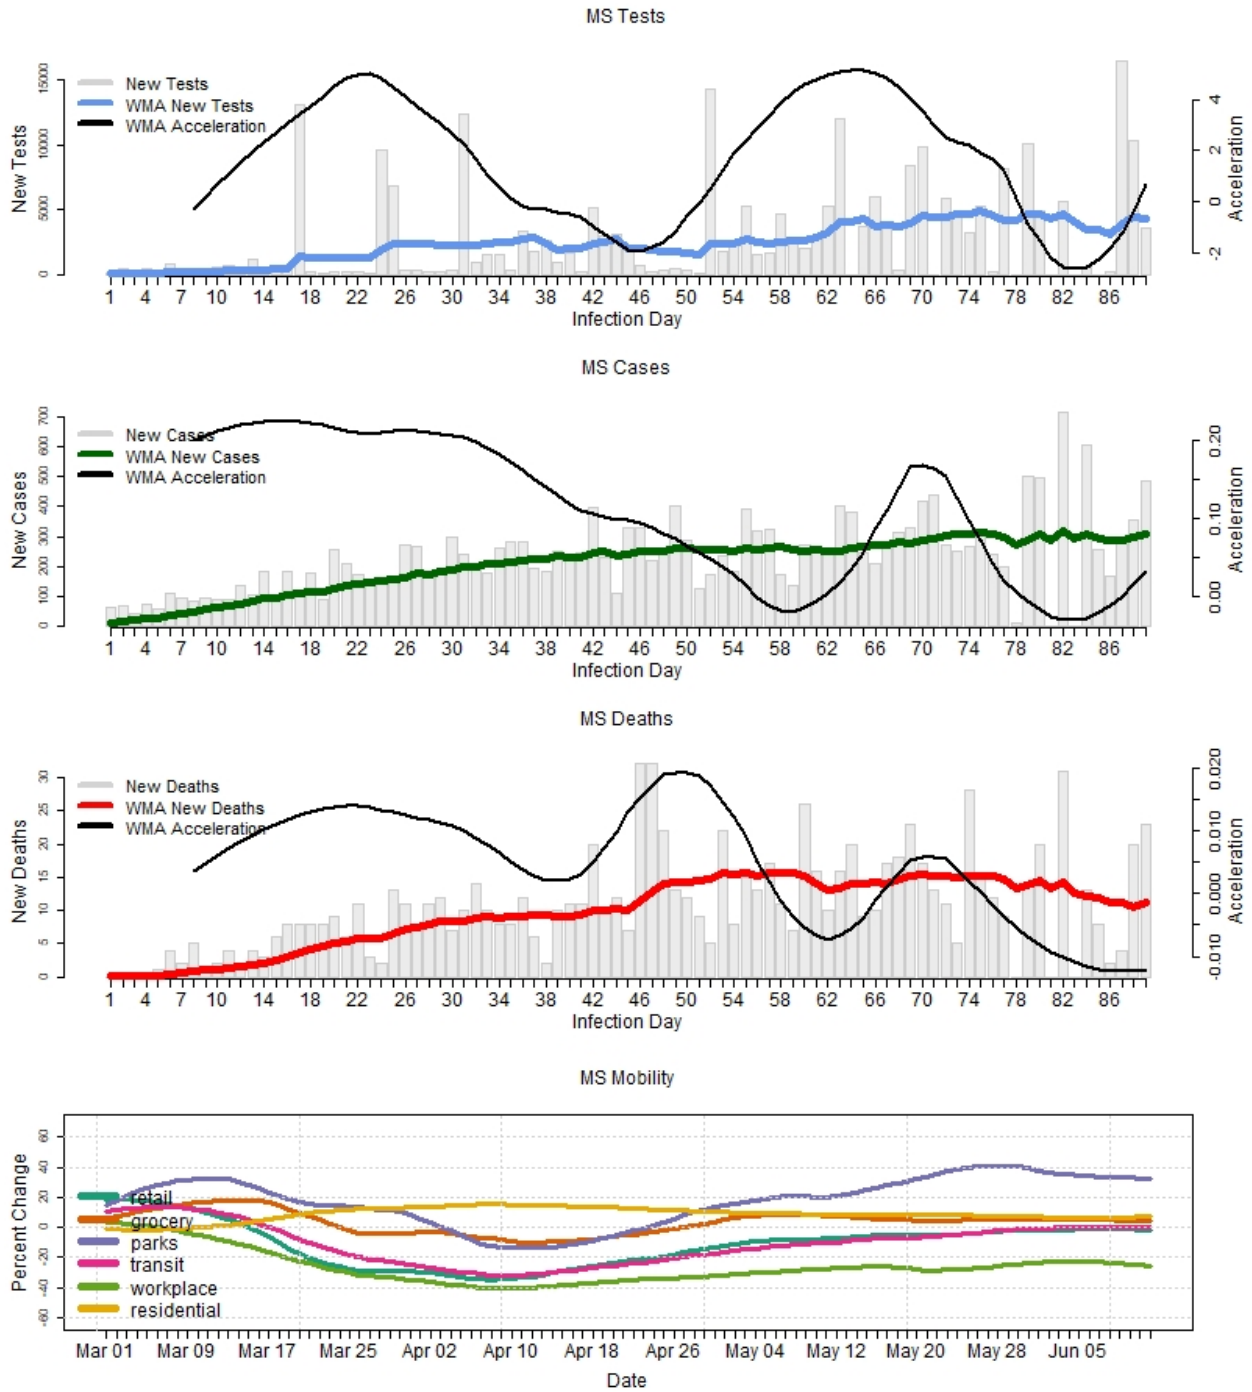 MS Tests
New Tests
0
5000
10000
15000
New Tests
WMA New Tests
WMA Acceleration
-2
0
2
4
Acceleration
1 4 7 10 14 18 22 26 30 34 38 42 46 50 54 58 62 66 70 74 78 82 86
Infection Day
MS Cases
New Cases
0
100
200
300
400
500
600
700
New Cases
WMA New Cases
WMA Acceleration
0.00
0.10
0.20
Acceleration
1 4 7 10 14 18 22 26 30 34 38 42 46 50 54 58 62 66 70 74 78 82 86
Infection Day
MS Deaths
New Deaths
0
5
10
15
20
25
30
New Deaths
WMA New Deaths
WMA Acceleration
-0.010
0.000
0.010
0.020
Acceleration
1 4 7 10 14 18 22 26 30 34 38 42 46 50 54 58 62 66 70 74 78 82 86
Infection Day
MS Mobility
Percent Change
-60
-40
-20
0
20
40
60
retail
grocery
parks
transit
workplace
residential
Mar 01 Mar 09 Mar 17 Mar 25 Apr 02 Apr 10 Apr 18 Apr 26 May 04 May 12 May 20 May 28 Jun 05
Date